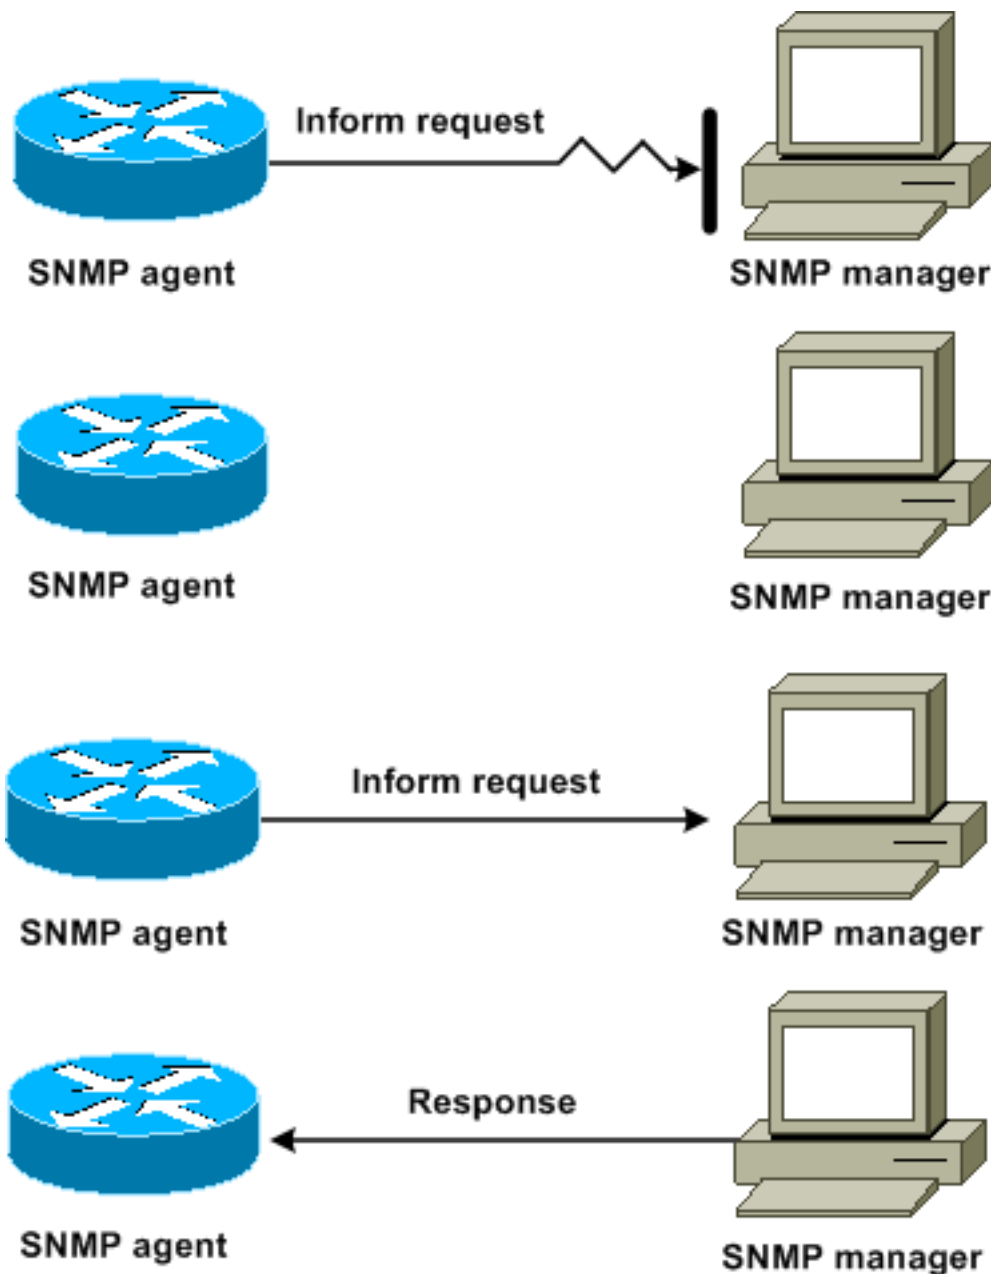 Inform request
SNMP agent
SNMP manager
SNMP agent
SNMP manager
Inform request
SNMP agent
SNMP manager
Response
SNMP agent
SNMP manager